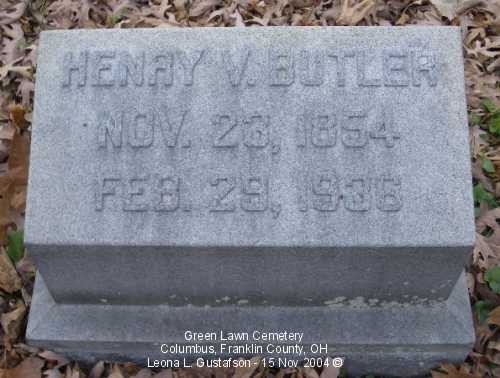 HENRY V. BUTLER
NOV. 23, 1854
FEB. 29, 1936
Green Lawn Cemetery
Columbus, Franklin County, OH
Leona L. Gustafson - 15 Nov 2004 ©